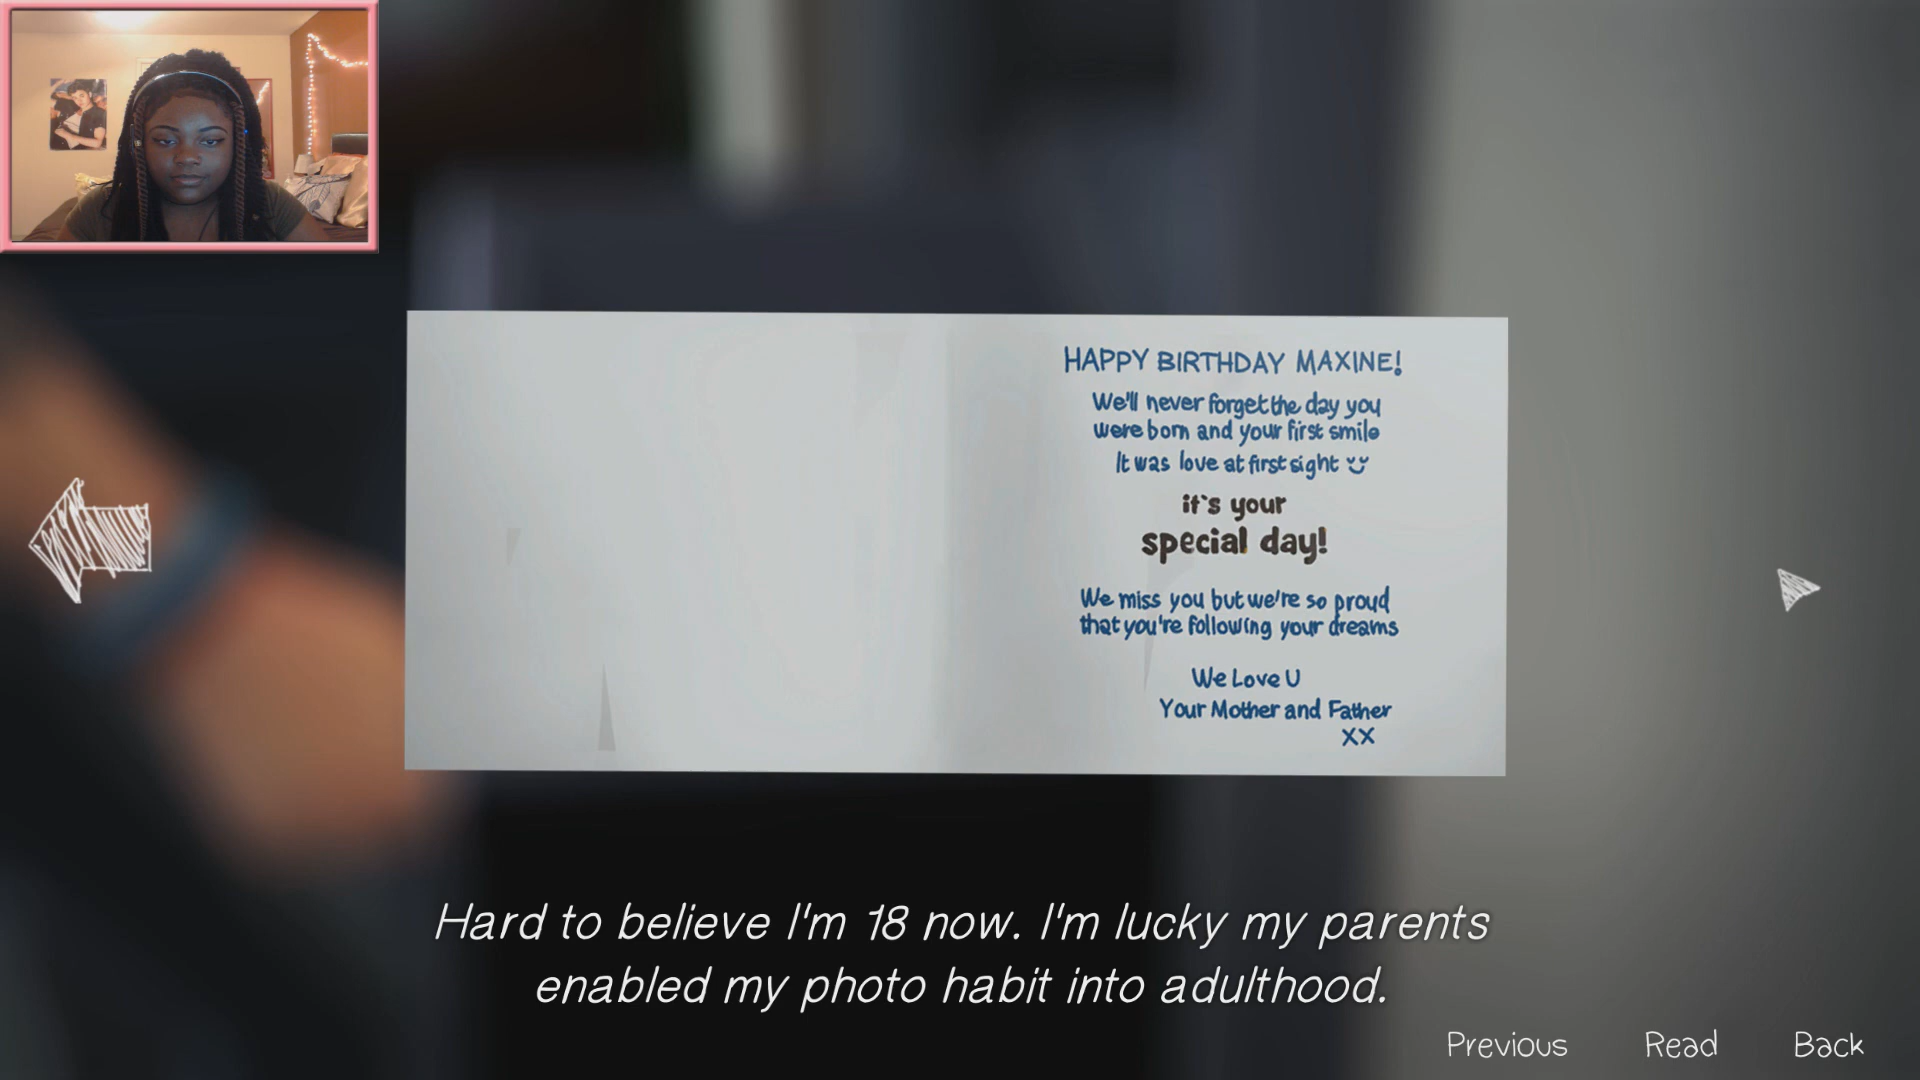 HAPPY BIRTHDAY MAXINE!
We'll never forget the day you
were born and your first smile
It was love at first sight
it's your
special day!
We miss you but we're so proud
that you're following your dreams
We Love U
Your Mother and Father
XX
Hard to believe I'm 18 now. I'm lucky my parents
enabled my photo habit into adulthood.
Previous Read Back